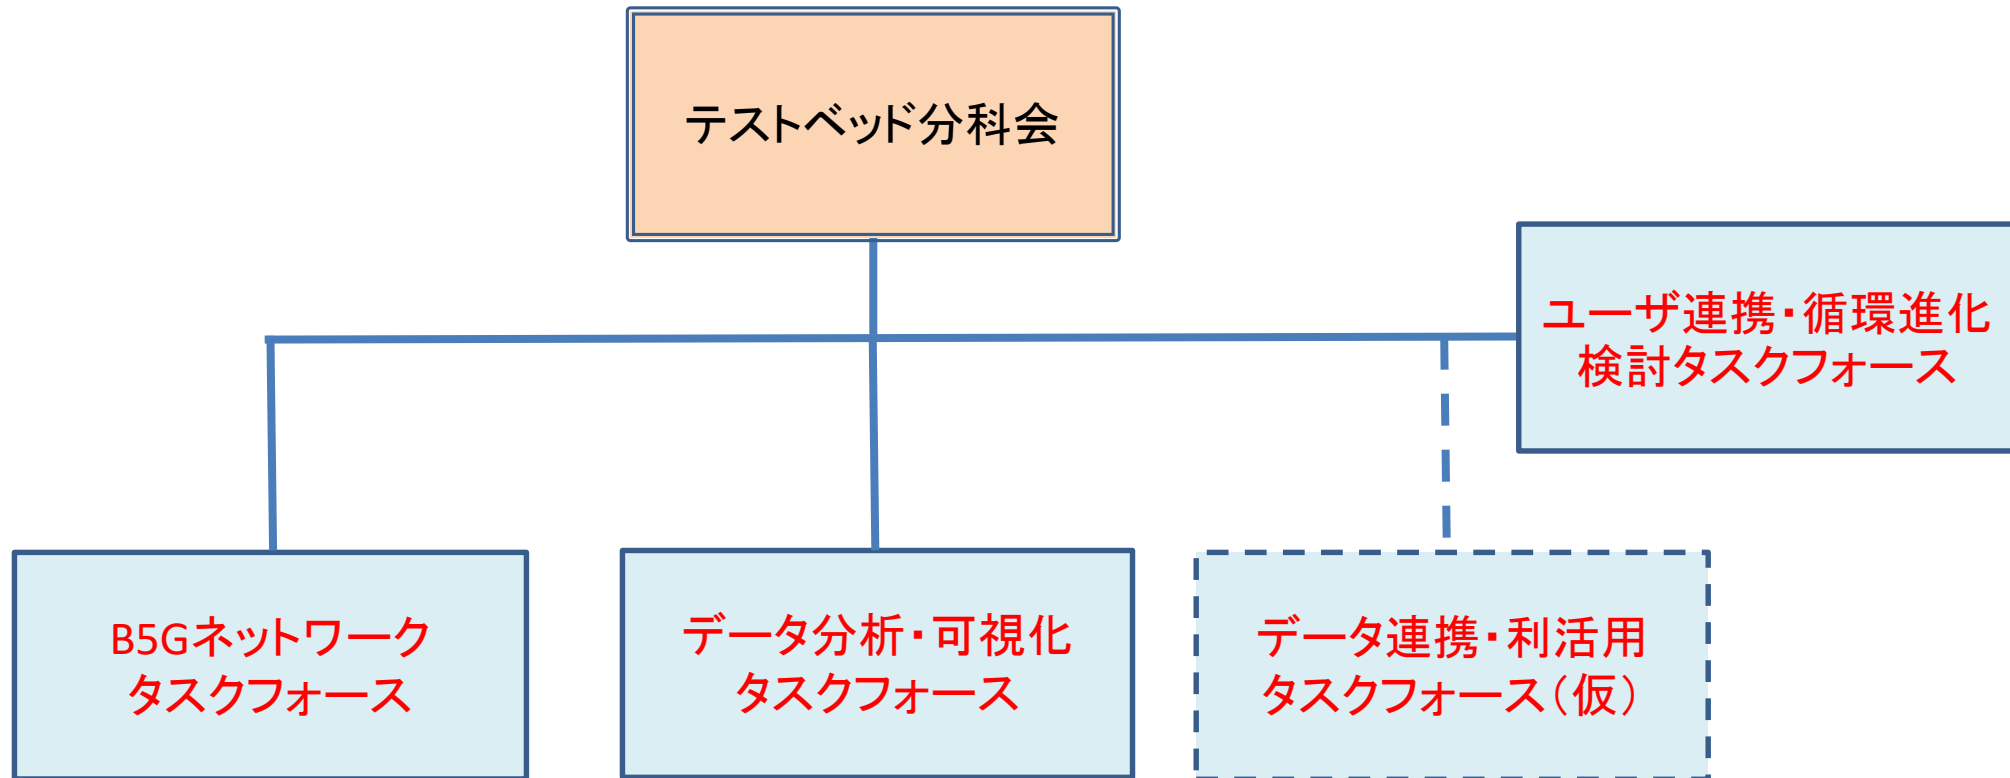 テストベッド分科会
ユーザ連携・循環進化
検討タスクフォース
B5Gネットワーク
タスクフォース
データ分析・可視化
タスクフォース
データ連携・利活用
タスクフォース（仮）